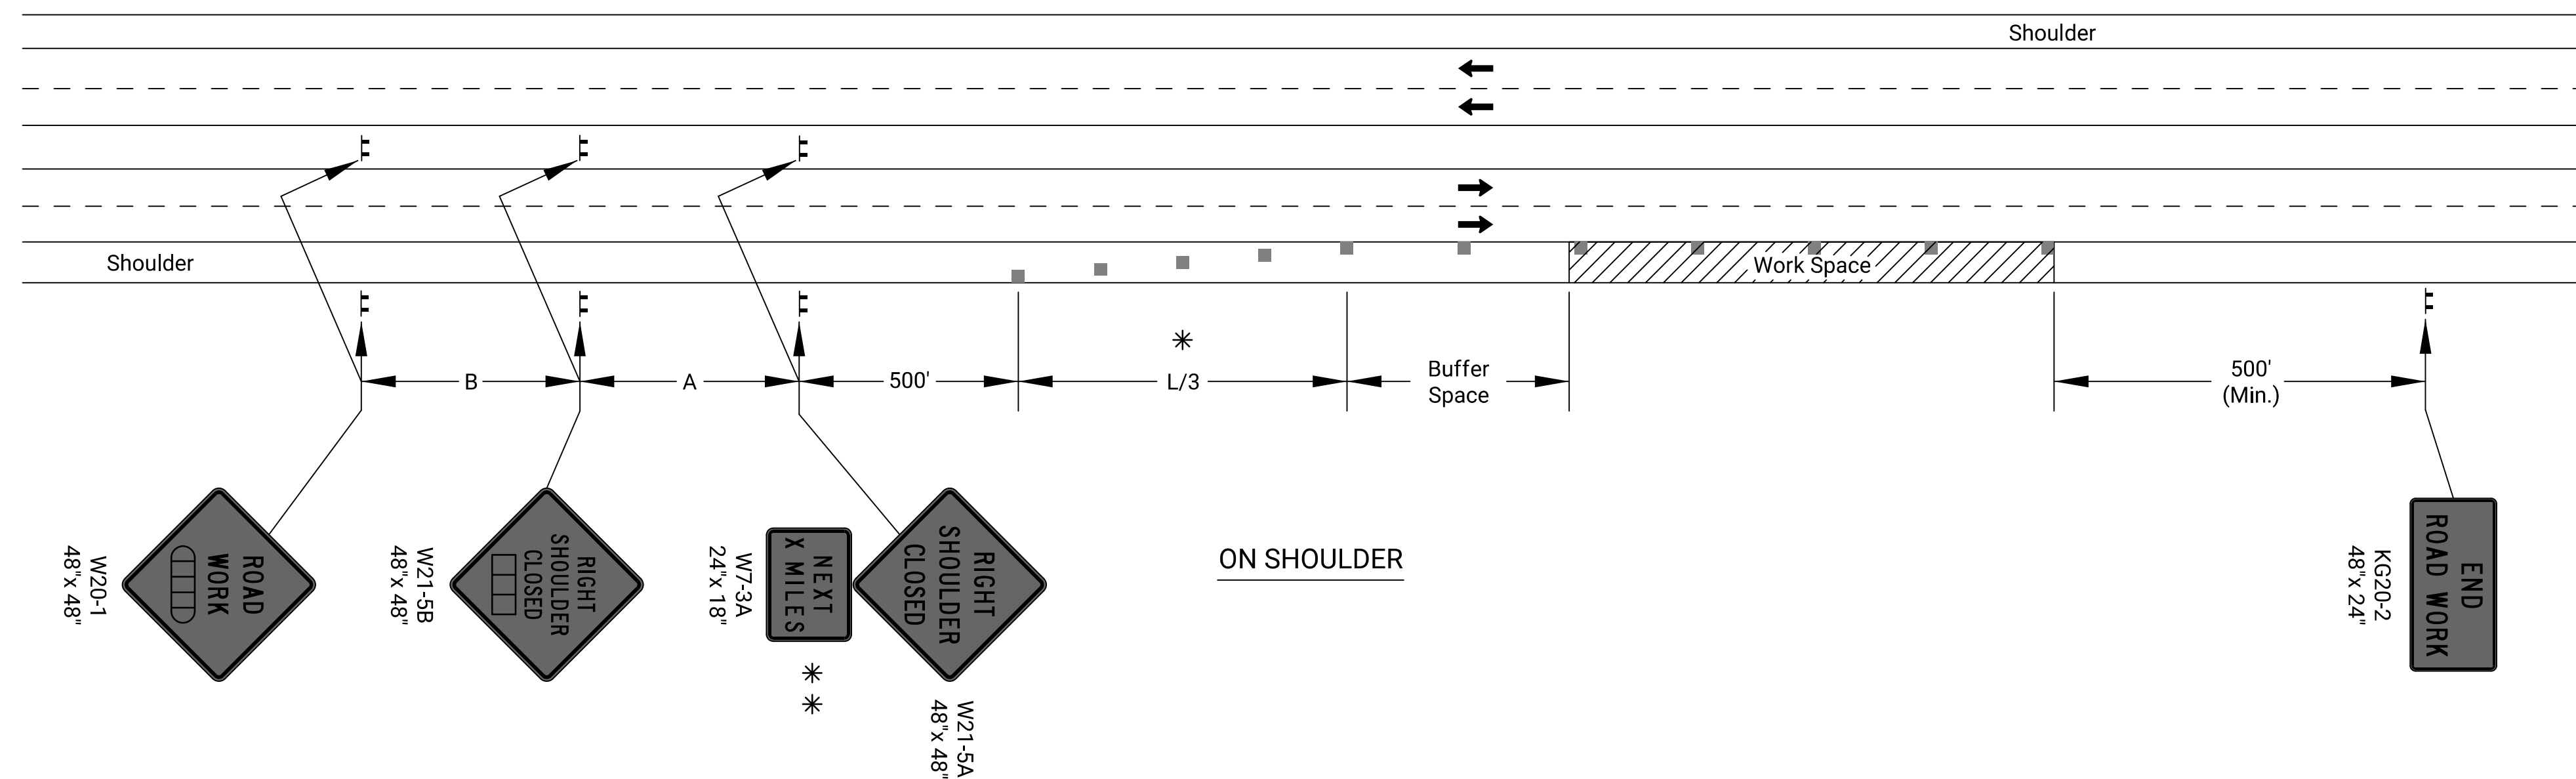 Shoulder
Shoulder
Work Space
✳
B
A
500'
L/3
Buffer
Space
500'
(Min.)
ROAD
WORK
W20-1
48"x 48"
RIGHT
SHOULDER
CLOSED
W21-5B
48"x 48"
NEXT
X MILES
W7-3A
24"x 18"
✳
✳
RIGHT
SHOULDER
CLOSED
W21-5A
48"x 48"
ON SHOULDER
END
ROAD WORK
KG20-2
48"x 24"